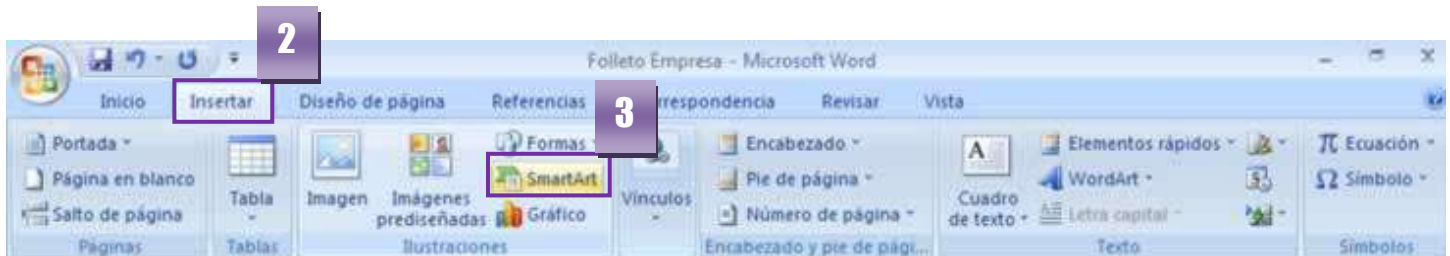 2
Folleto Empresa - Microsoft Word
Inicio Insertar Diseño de página Referencias rrespondencia Revisar Vista
3
Portada
Página en blanco
Salto de página
Páginas
Tabla
Tablas
Imagen
Imágenes prediseñadas
Formas
SmartArt
Gráfico
Ilustraciones
Vínculos
Encabezado
Pie de página
Número de página
Encabezado y pie de pági...
A
Cuadro de texto
Elementos rápidos
WordArt
Letra capital
Texto
π Ecuación
Ω Símbolo
Símbolos